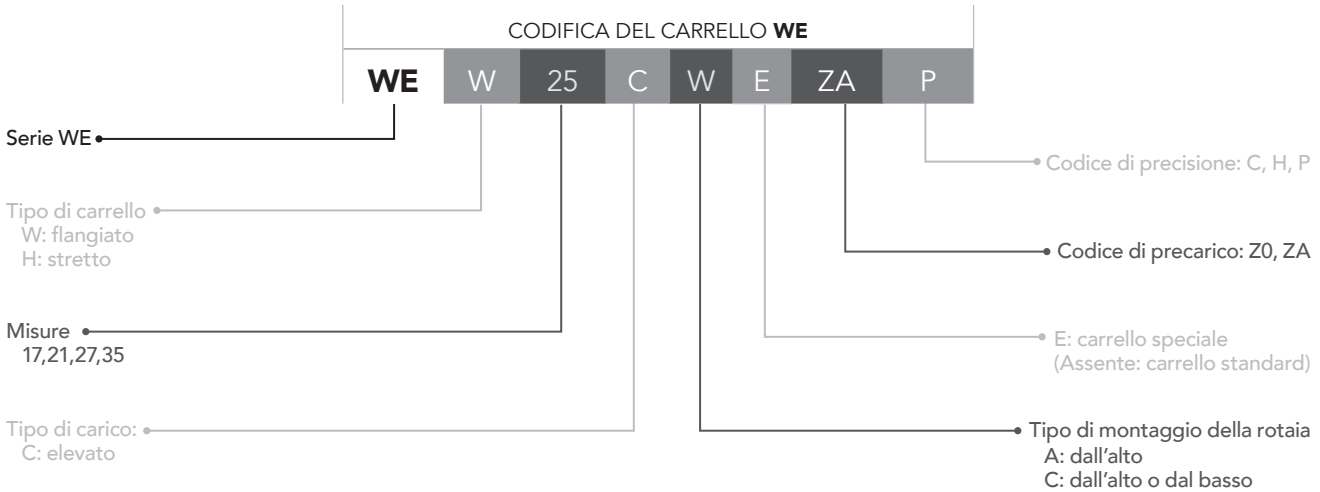 CODIFICA DEL CARRELLO WE
WE W 25 C W E ZA P
Serie WE
Codice di precisione: C, H, P
Tipo di carrello
W: flangiato
H: stretto
Codice di precarico: Z0, ZA
Misure
17,21,27,35
E: carrello speciale
(Assente: carrello standard)
Tipo di carico:
C: elevato
Tipo di montaggio della rotaia
A: dall’alto
C: dall’alto o dal basso